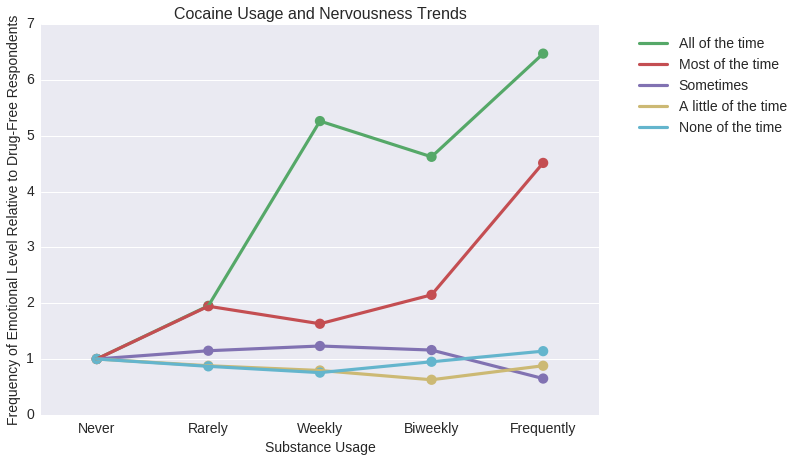 Cocaine Usage and Nervousness Trends
Frequency of Emotional Level Relative to Drug-Free Respondents
7
6
5
4
3
2
1
0
Never Rarely Weekly Biweekly Frequently
Substance Usage
All of the time
Most of the time
Sometimes
A little of the time
None of the time